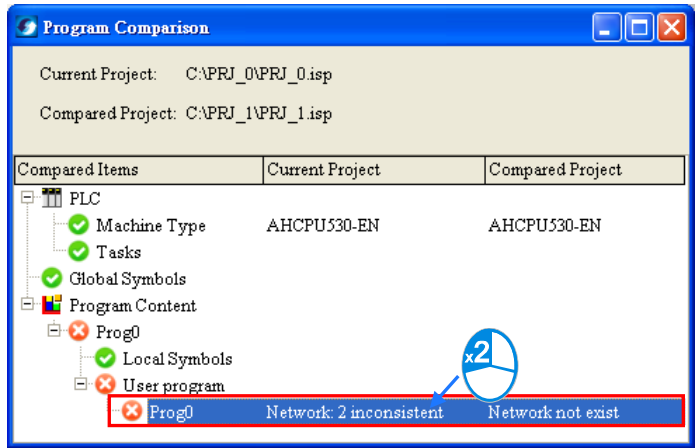 Program Comparison
Current Project: C:\PRJ_0\PRJ_0.isp
Compared Project: C:\PRJ_1\PRJ_1.isp
Compared Items Current Project Compared Project
PLC
Machine Type AHCPU530-EN AHCPU530-EN
Tasks
Global Symbols
Program Content
Prog0
Local Symbols
x2
User program
Prog0 Network: 2 inconsistent Network not exist